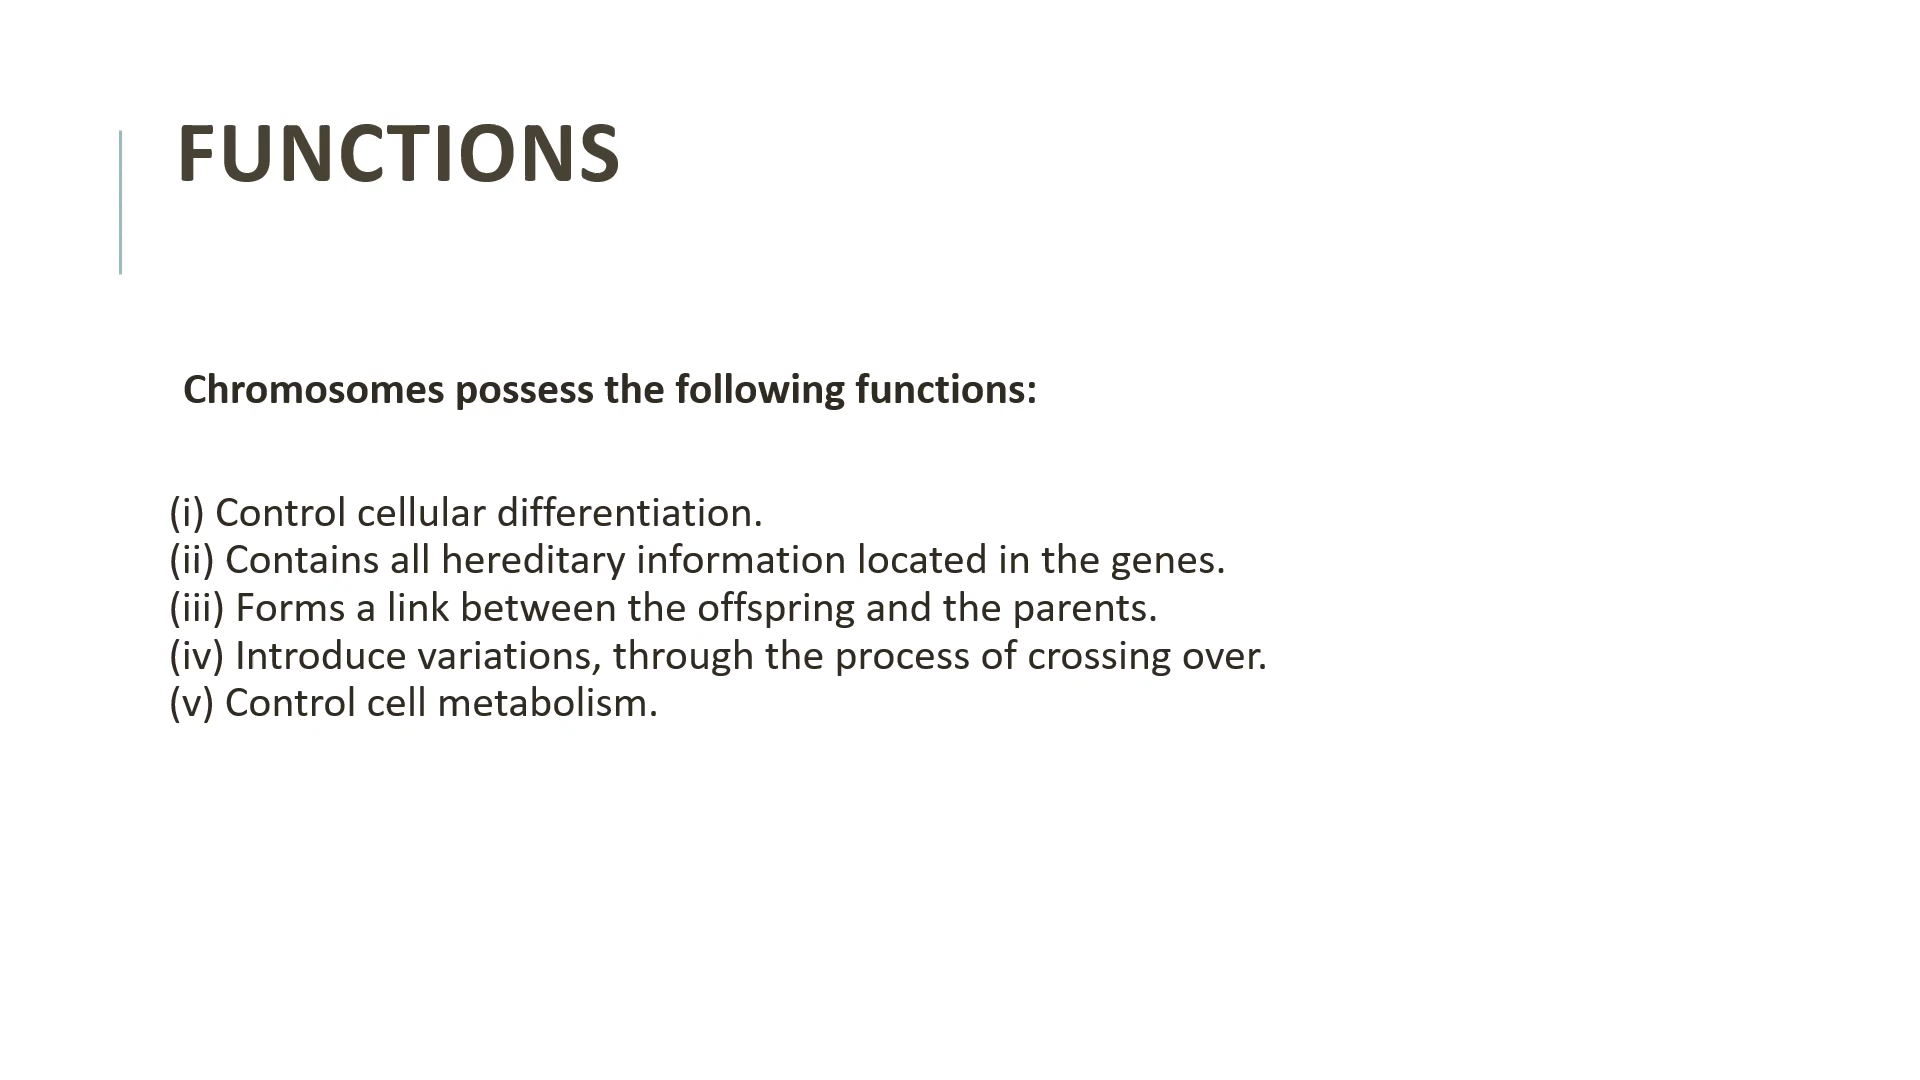 FUNCTIONS
Chromosomes possess the following functions:
(i) Control cellular differentiation.
(ii) Contains all hereditary information located in the genes.
(iii) Forms a link between the offspring and the parents.
(iv) Introduce variations, through the process of crossing over.
(v) Control cell metabolism.